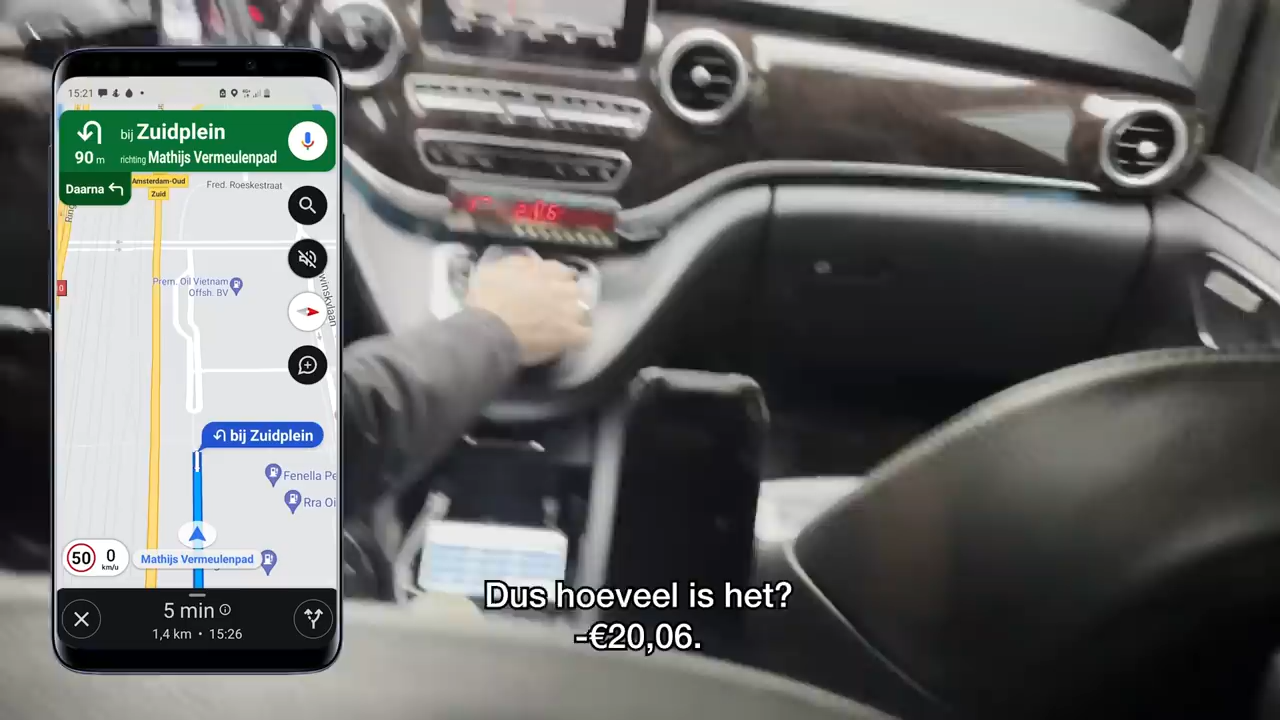 15:21
bij Zuidplein
90 m
richting Mathijs Vermeulenpad
Daarna
Amsterdam-Oud
Zuid
Fred. Roeskestraat
Prem. Oil Vietnam
Offsh. BV
bij Zuidplein
Fenella Pe
Rra Oi
50
0
km/u
Mathijs Vermeulenpad
5 min
1,4 km • 15:26
Dus hoeveel is het?
-€20,06.